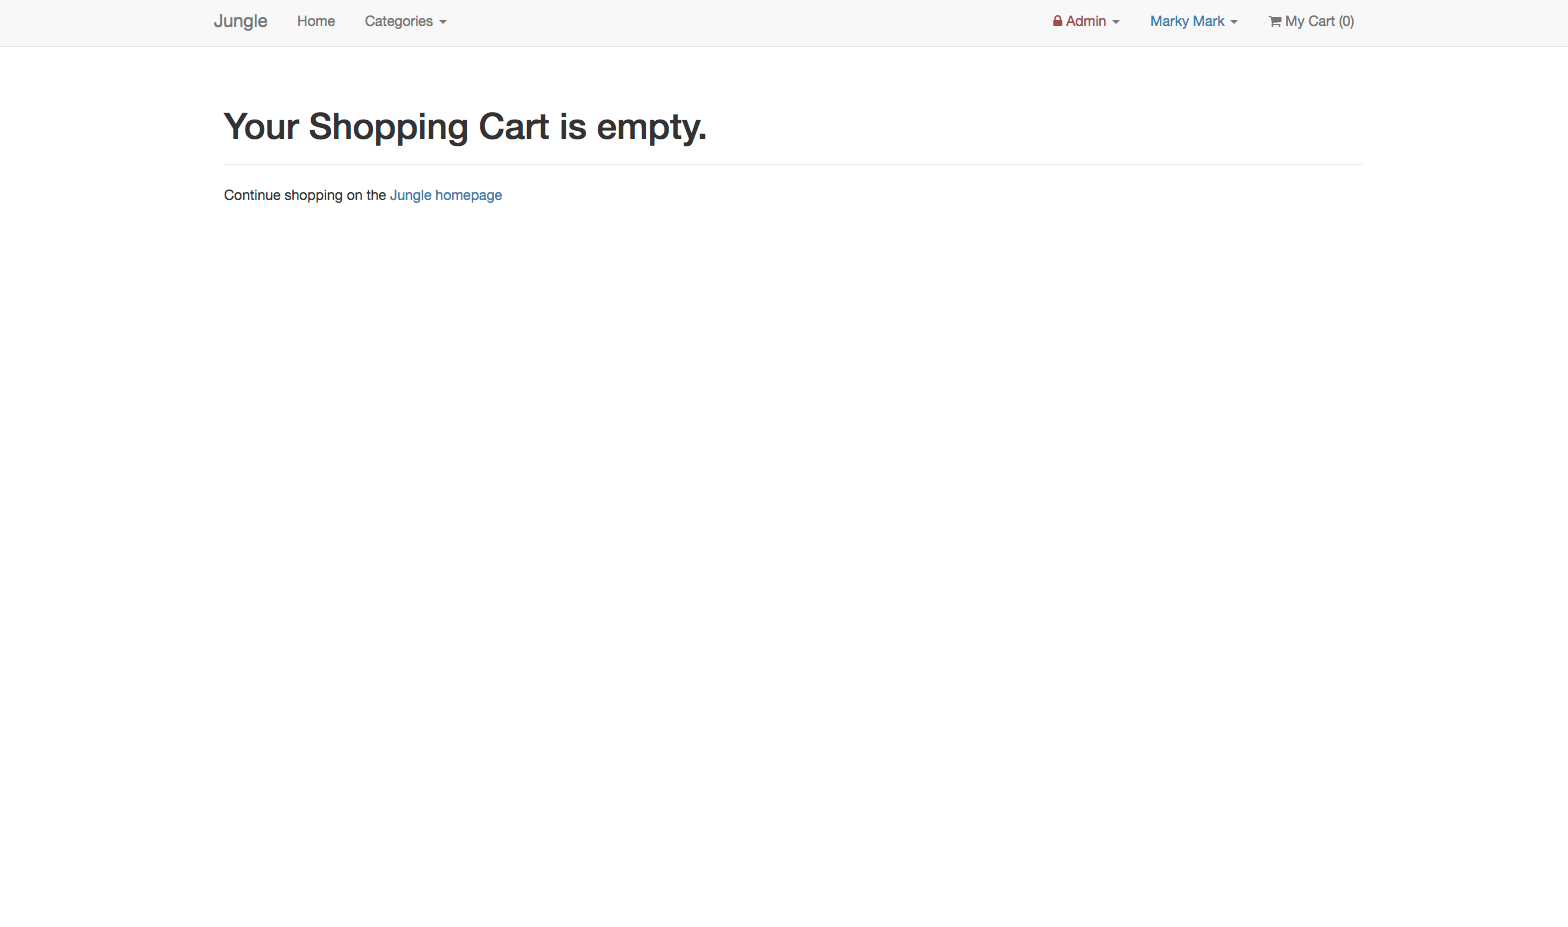 Jungle Home Categories Admin Marky Mark My Cart (0)
Your Shopping Cart is empty.
Continue shopping on the Jungle homepage